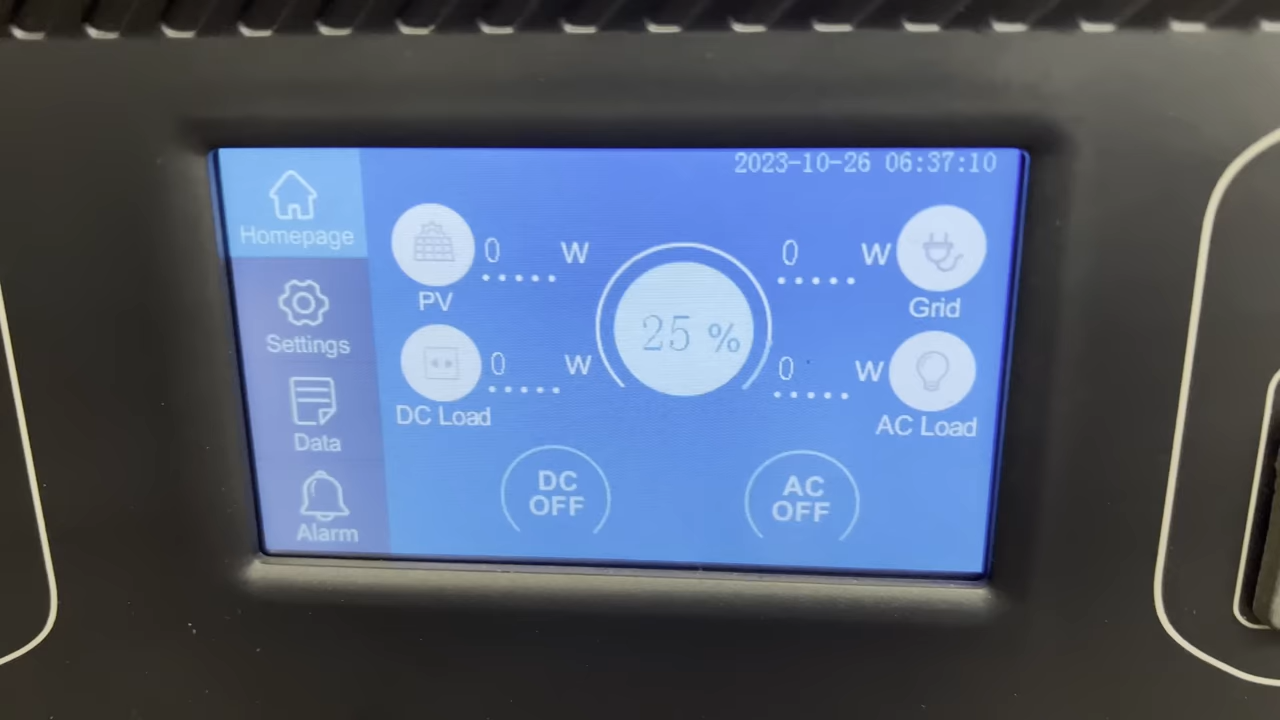 2023-10-26 06:37:10
Homepage
Settings
Data
Alarm
0 W
PV
0 W
DC Load
25 %
0 W
Grid
0 W
AC Load
DC
OFF
AC
OFF